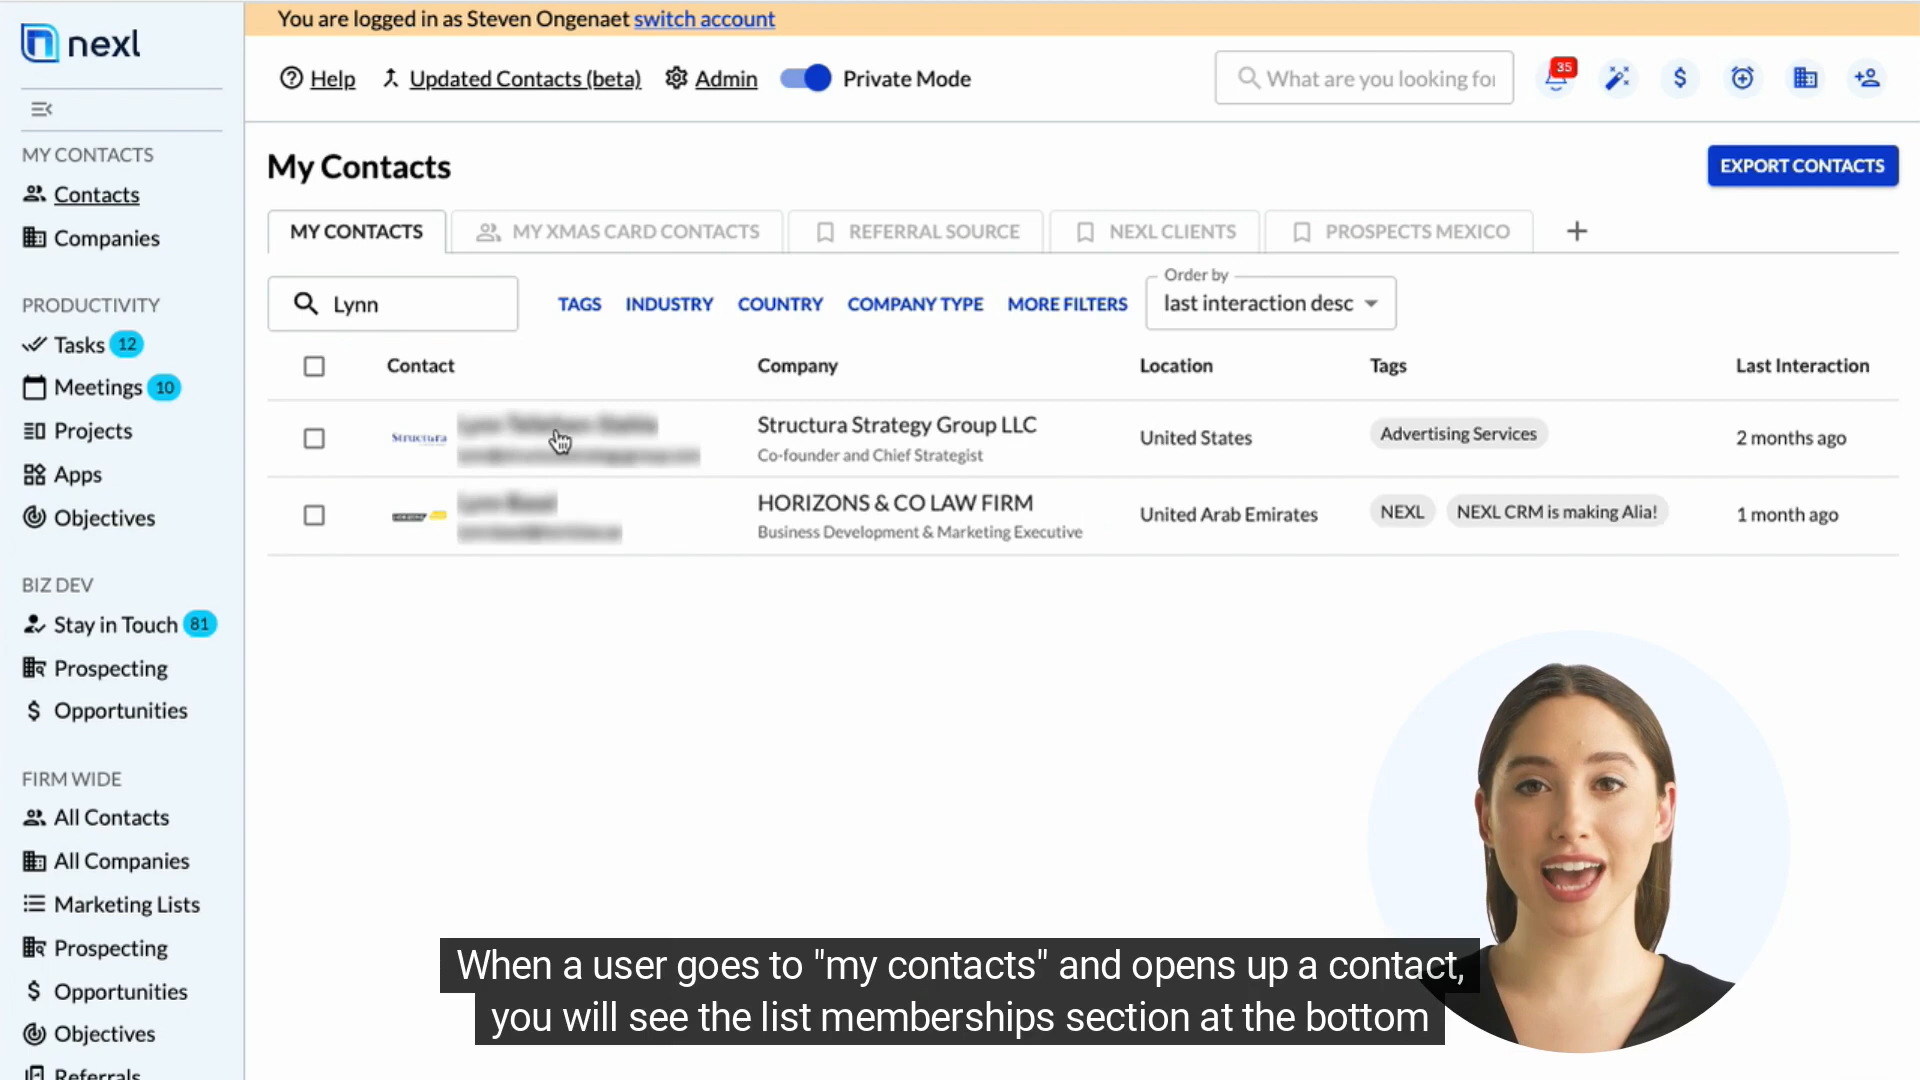 You are logged in as Steven Ongenaet switch account
nexl
Help
Updated Contacts (beta)
Admin
Private Mode
What are you looking for
35
MY CONTACTS
Contacts
Companies
PRODUCTIVITY
Tasks 12
Meetings 10
Projects
Apps
Objectives
BIZ DEV
Stay in Touch 81
Prospecting
Opportunities
FIRM WIDE
All Contacts
All Companies
Marketing Lists
Prospecting
Opportunities
Objectives
Referrals
My Contacts
EXPORT CONTACTS
MY CONTACTS
MY XMAS CARD CONTACTS
REFERRAL SOURCE
NEXL CLIENTS
PROSPECTS MEXICO
Lynn
TAGS
INDUSTRY
COUNTRY
COMPANY TYPE
MORE FILTERS
Order by
last interaction desc
Contact Company Location Tags Last Interaction
Structura
Structura Strategy Group LLC
Co-founder and Chief Strategist
United States
Advertising Services
2 months ago
HORIZONS & CO LAW FIRM
Business Development & Marketing Executive
United Arab Emirates
NEXL
NEXL CRM is making Alia!
1 month ago
When a user goes to "my contacts" and opens up a contact,
you will see the list memberships section at the bottom